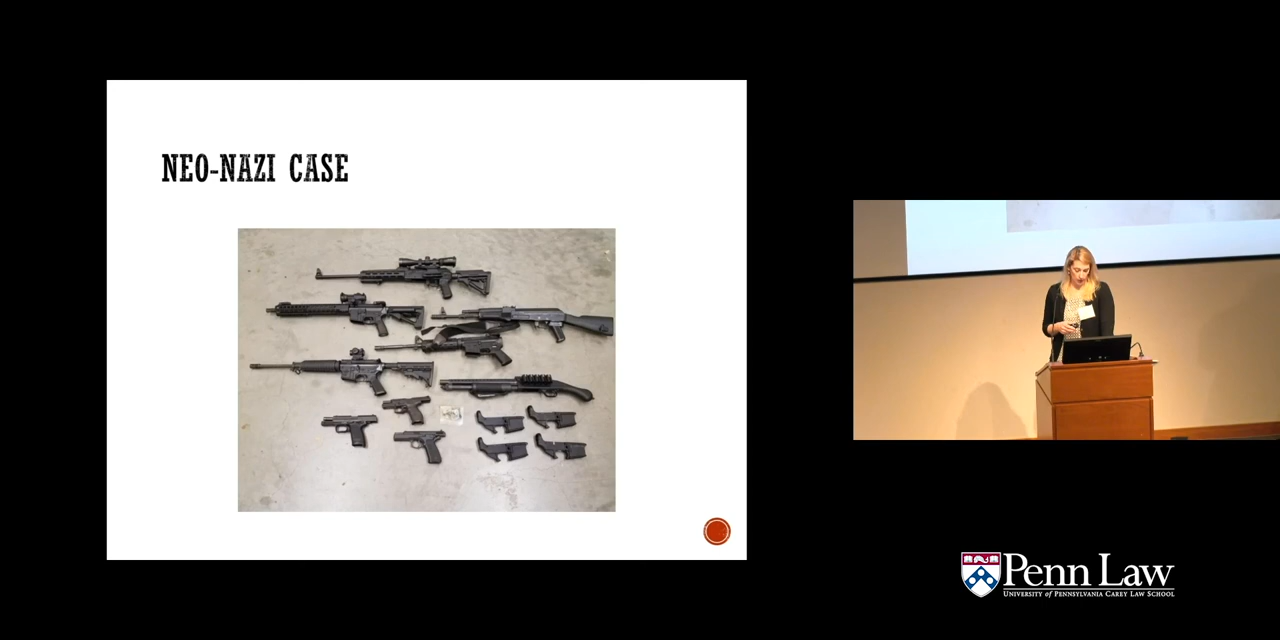 NEO-NAZI CASE
Penn Law
UNIVERSITY of PENNSYLVANIA CAREY LAW SCHOOL